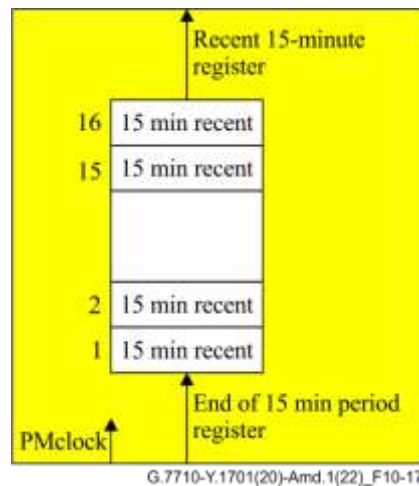 Recent 15-minute
register
16 15 min recent
15 15 min recent
2 15 min recent
1 15 min recent
End of 15 min period
register
PMclock
G.7710-Y.1701(20)-Amd.1(22)_F10-17